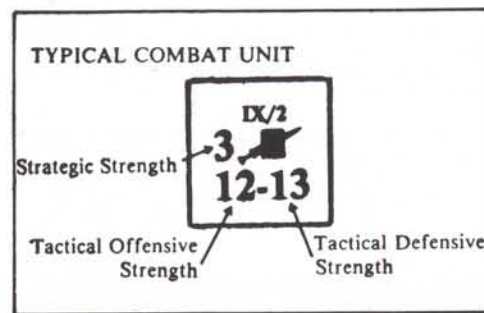 TYPICAL COMBAT UNIT
IX/2
3
Strategic Strength
12-13
Tactical Offensive Strength
Tactical Defensive Strength